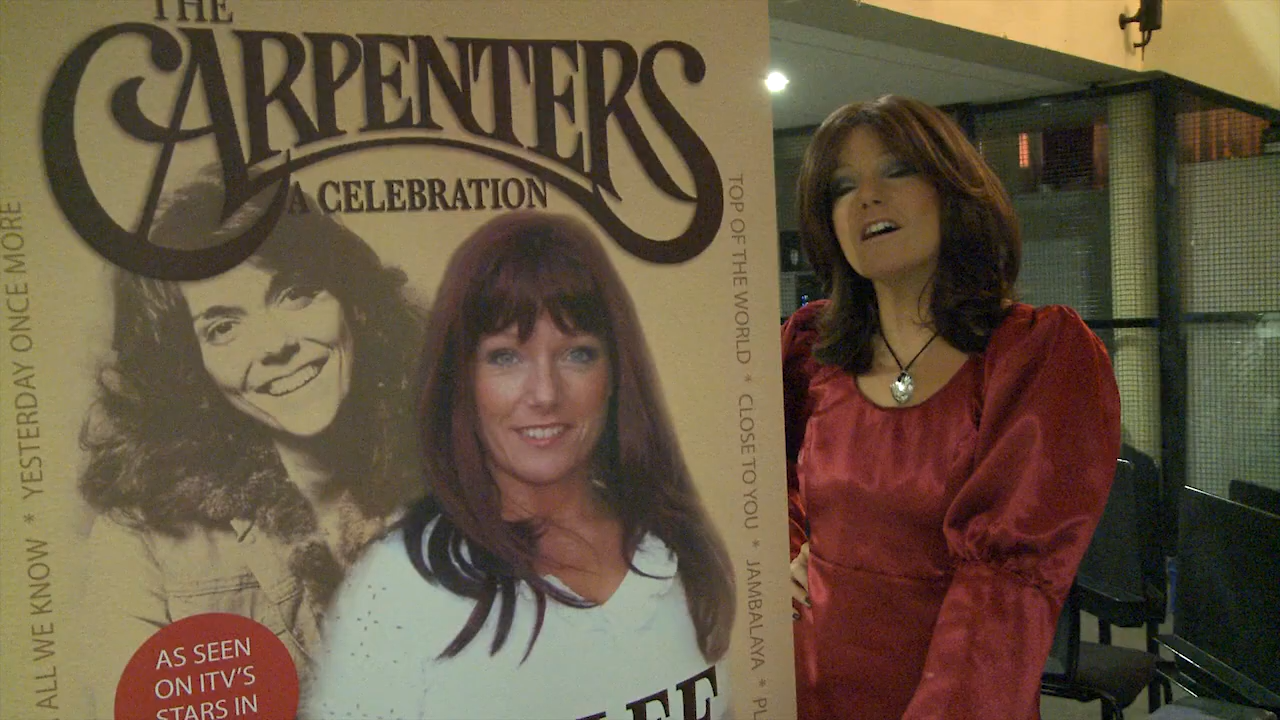 THE
CARPENTERS
A CELEBRATION
ALL WE KNOW * YESTERDAY ONCE MORE
TOP OF THE WORLD * CLOSE TO YOU * JAMBALAYA *
AS SEEN
ON ITV'S
STARS IN